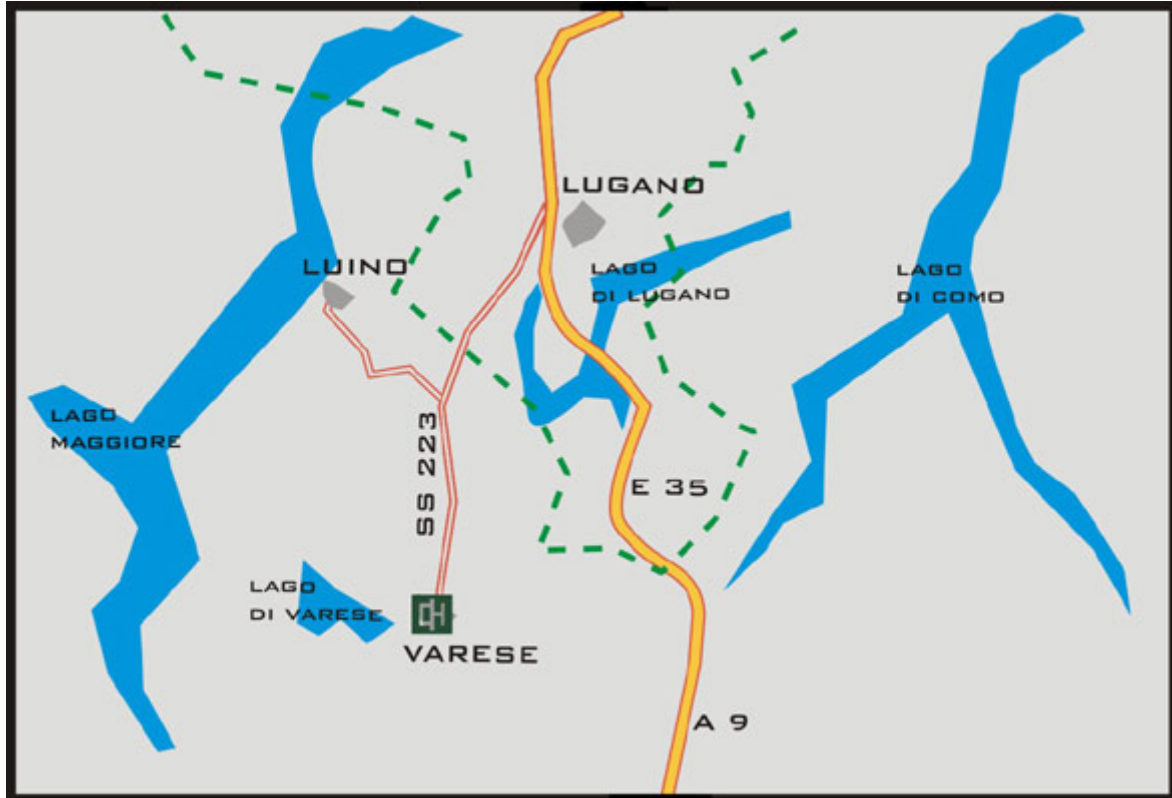 LUGANO
LUINO
LAGO
DI LUGANO
LAGO
DI COMO
LAGO
MAGGIORE
SS 223
E 35
LAGO
DI VARESE
VARESE
A 9